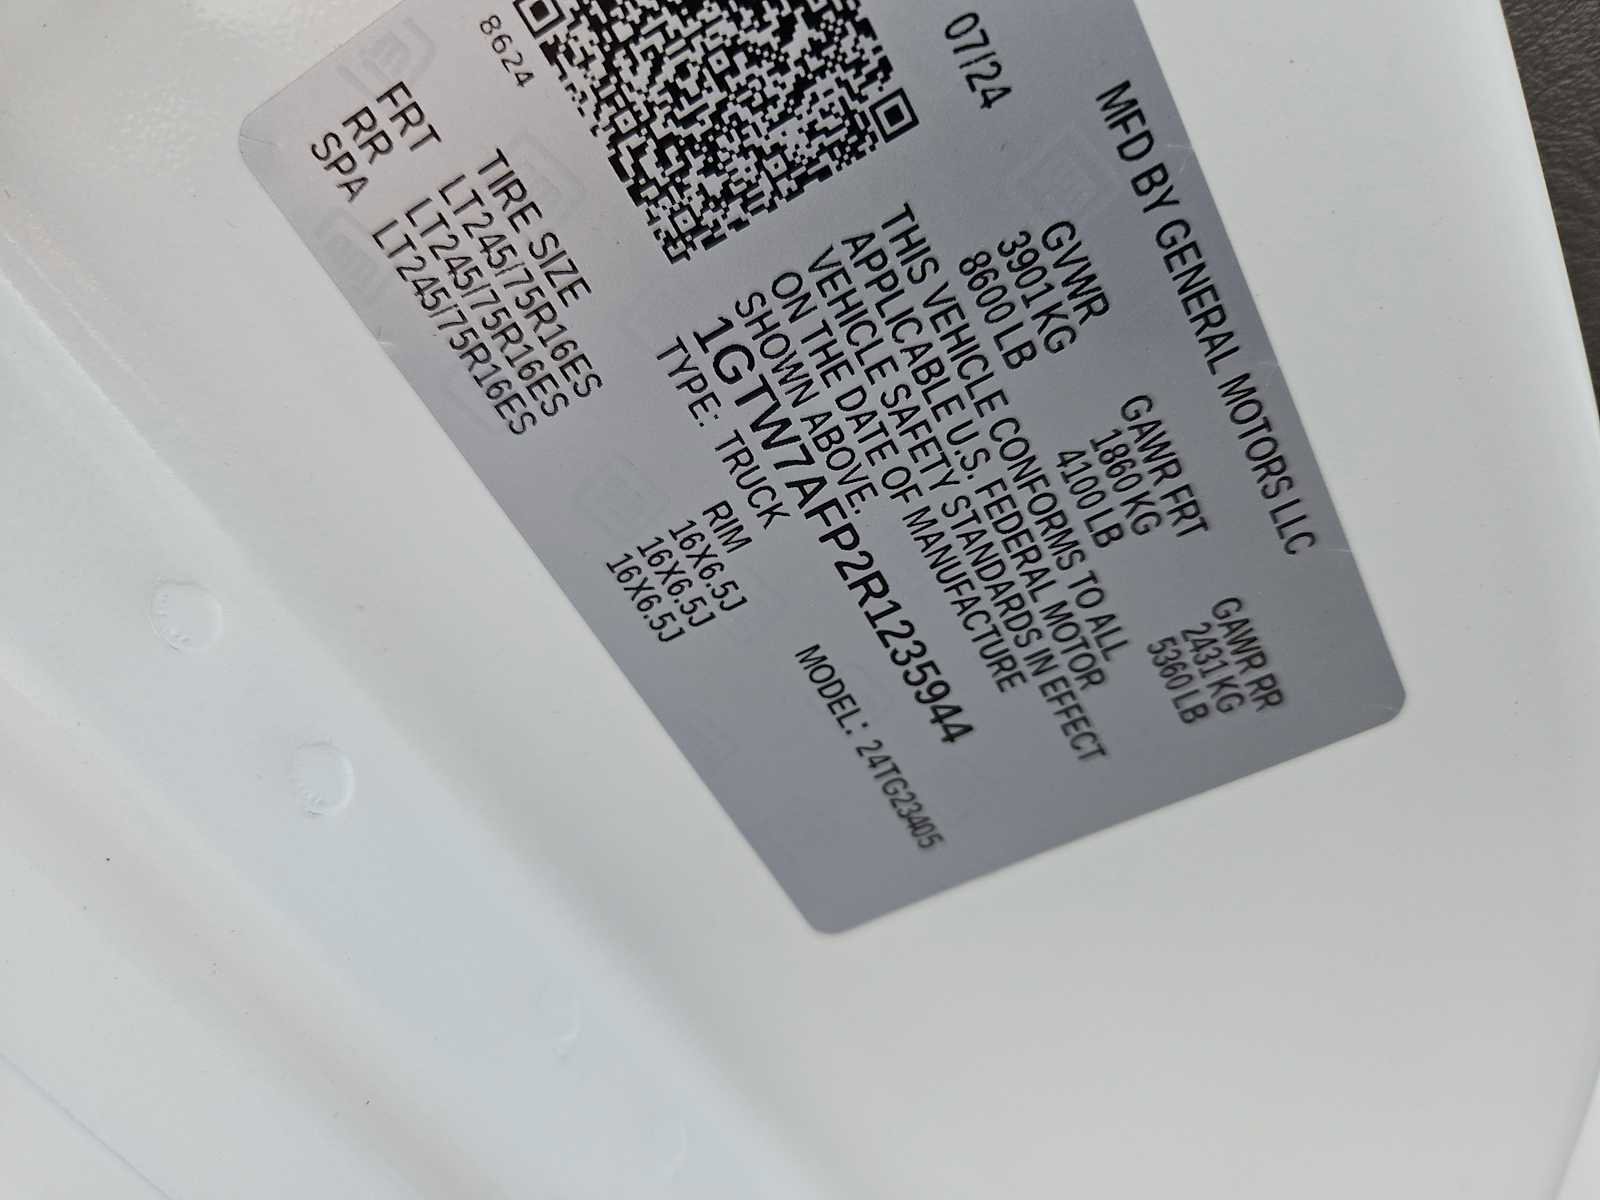 MFD BY GENERAL MOTORS LLC
07/24
GVWR GAWR FRT GAWR RR
3901 KG 1860 KG 2431 KG
8600 LB 4100 LB 5360 LB
THIS VEHICLE CONFORMS TO ALL
APPLICABLE U.S. FEDERAL MOTOR
VEHICLE SAFETY STANDARDS IN EFFECT
ON THE DATE OF MANUFACTURE
SHOWN ABOVE.
1GTW7AFP2R1235944
TYPE: TRUCK MODEL: 24TG23405
8624
TIRE SIZE RIM
FRT LT245/75R16ES 16X6.5J
RR LT245/75R16ES 16X6.5J
SPA LT245/75R16ES 16X6.5J